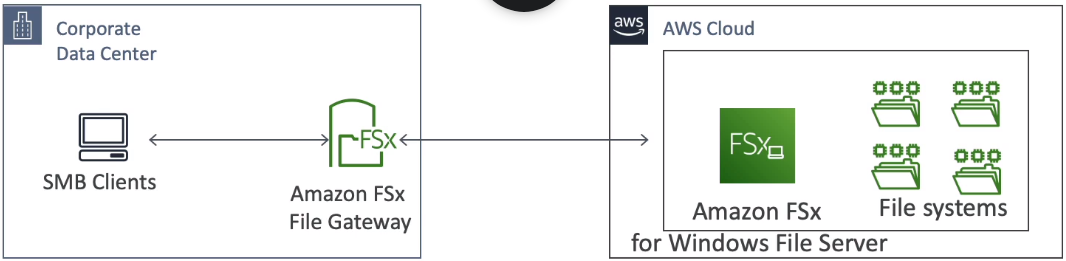 Corporate
Data Center
SMB Clients
FSx
Amazon FSx
File Gateway
aws
AWS Cloud
FSx
Amazon FSx
for Windows File Server
File systems